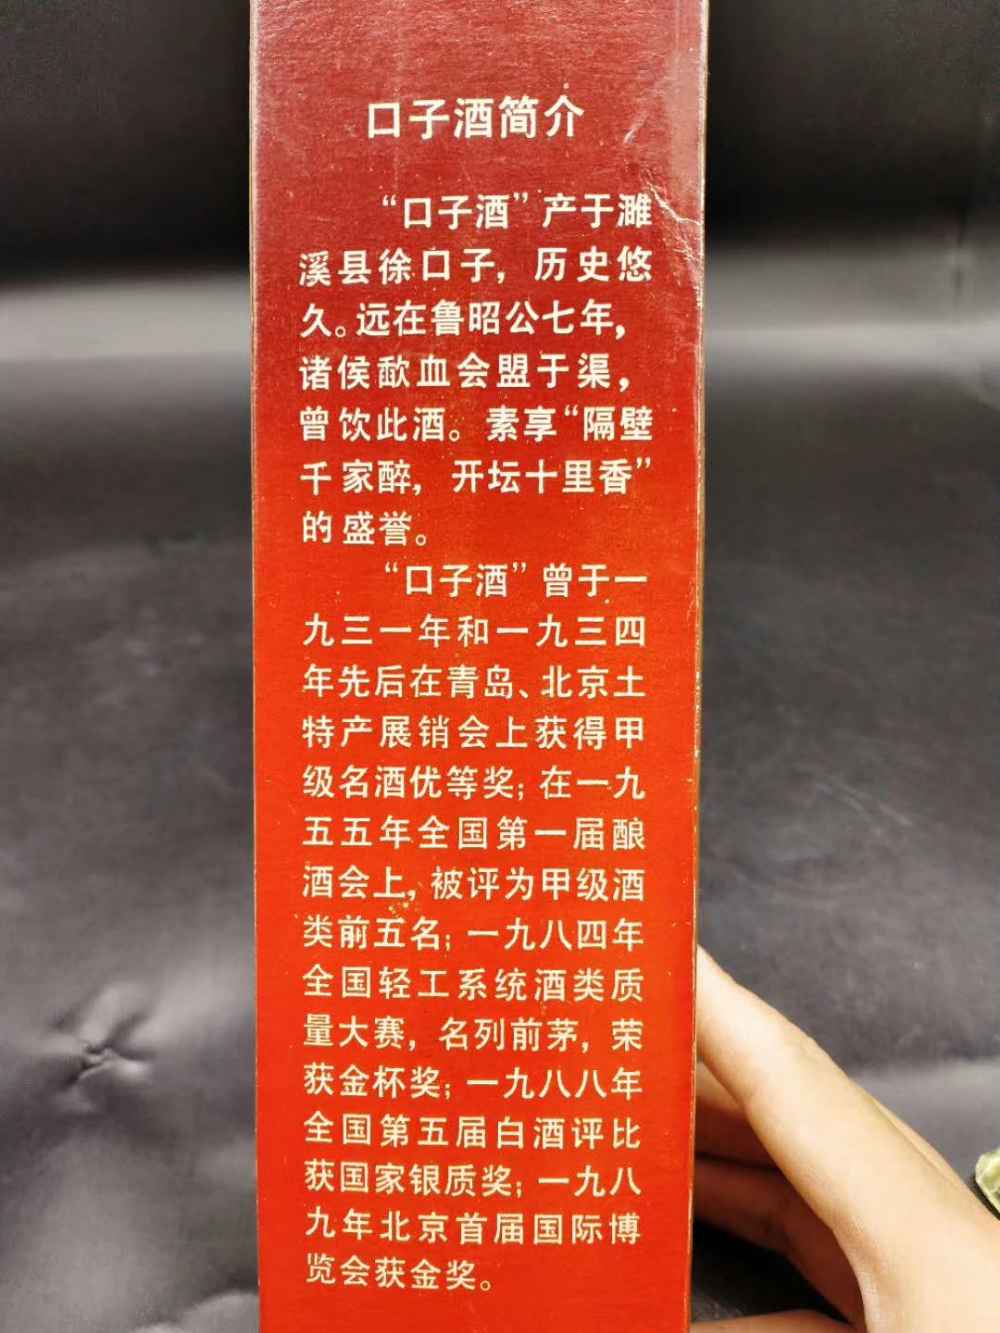 口子酒简介
“口子酒”产于濉
溪县徐口子，历史悠
久。远在鲁昭公七年，
诸侯歃血会盟于渠，
曾饮此酒。素享“隔壁
千家醉，开坛十里香”
的盛誉。
“口子酒”曾于一
九三一年和一九三四
年先后在青岛、北京土
特产展销会上获得甲
级名酒优等奖；在一九
五五年全国第一届酿
酒会上，被评为甲级酒
类前五名；一九八四年
全国轻工系统酒类质
量大赛，名列前茅，荣
获金杯奖；一九八八年
全国第五届白酒评比
获国家银质奖；一九八
九年北京首届国际博
览会获金奖。